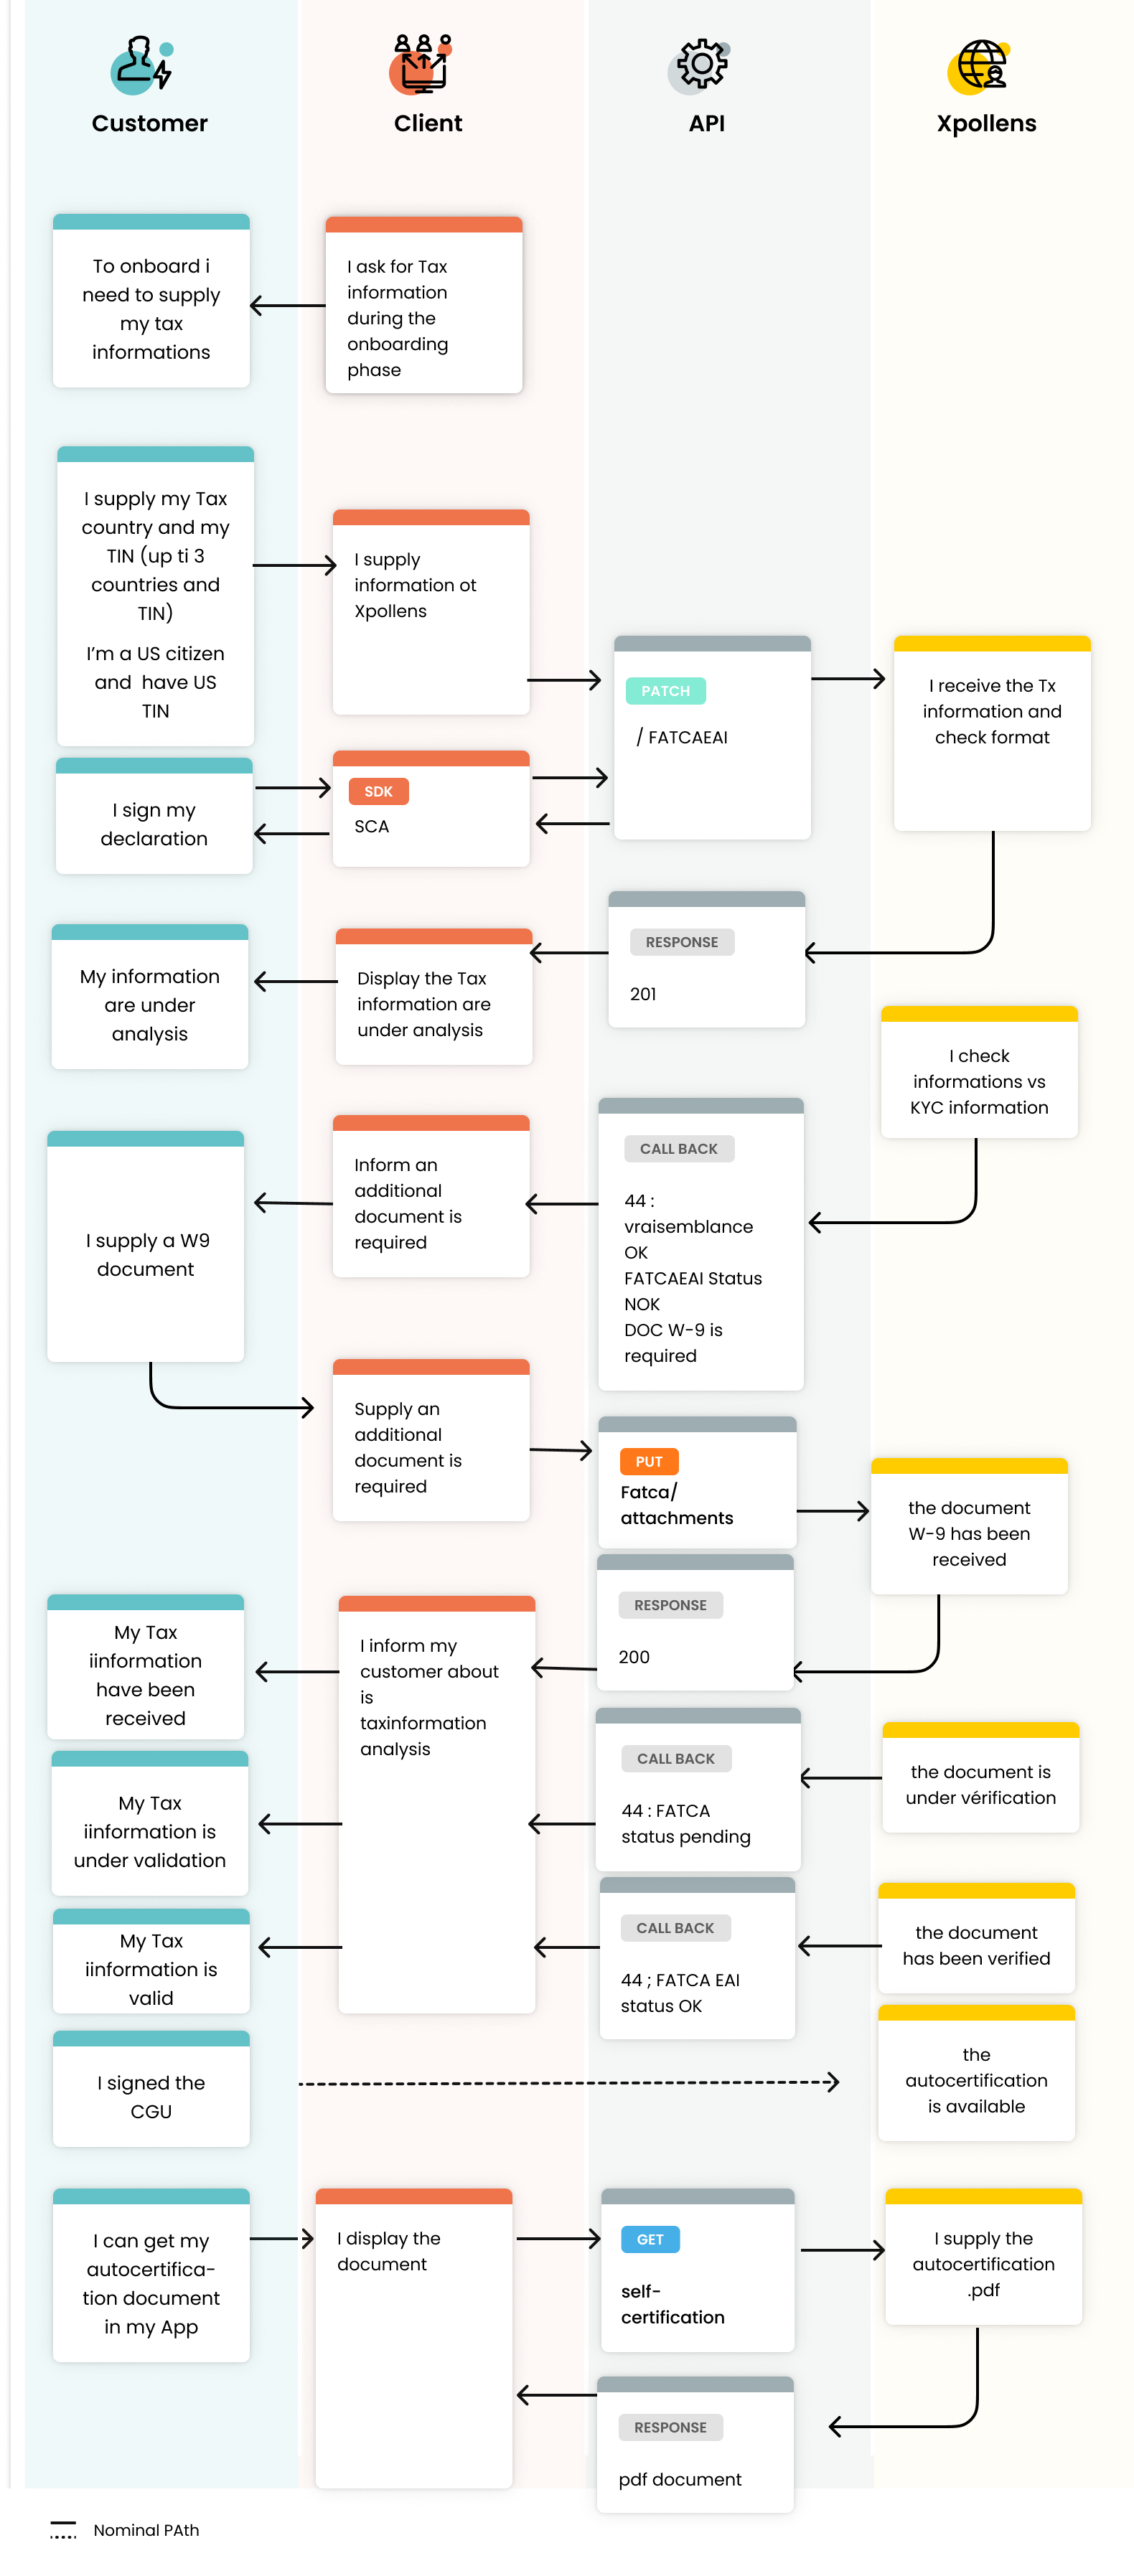 Customer
Client
API
Xpollens
To onboard i
need to supply
my tax
informations
I ask for Tax
information
during the
onboarding
phase
I supply my Tax
country and my
TIN (up ti 3
countries and
TIN)
I'm a US citizen
and have US
TIN
I supply
information ot
Xpollens
PATCH
/ FATCAEAI
I receive the Tx
information and
check format
I sign my
declaration
SDK
SCA
RESPONSE
201
My information
are under
analysis
Display the Tax
information are
under analysis
I check
informations vs
KYC information
CALL BACK
44 :
vraisemblance
OK
FATCAEAI Status
NOK
DOC W-9 is
required
Inform an
additional
document is
required
I supply a W9
document
Supply an
additional
document is
required
PUT
Fatca/
attachments
the document
W-9 has been
received
RESPONSE
200
My Tax
iinformation
have been
received
I inform my
customer about
is
taxinformation
analysis
CALL BACK
44 : FATCA
status pending
the document is
under vérification
My Tax
iinformation is
under validation
CALL BACK
44 ; FATCA EAI
status OK
the document
has been verified
My Tax
iinformation is
valid
I signed the
CGU
the
autocertification
is available
I can get my
autocertifica-
tion document
in my App
I display the
document
GET
self-
certification
I supply the
autocertification
.pdf
RESPONSE
pdf document
Nominal PAth